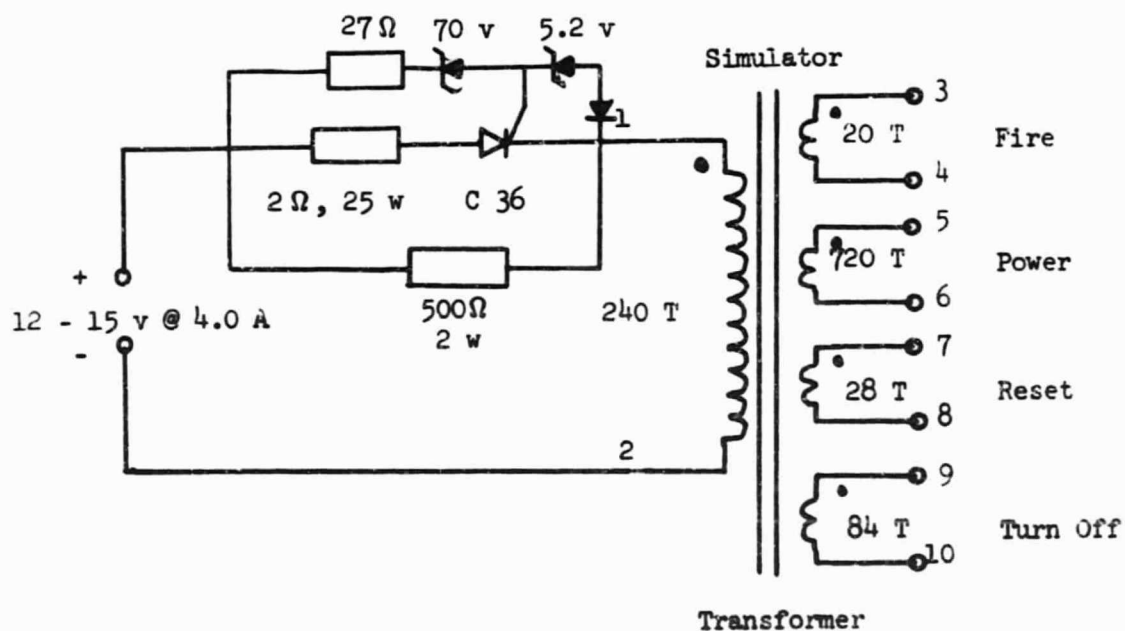 27Ω
70 v
5.2 v
Simulator
3
20 T
Fire
4
1
2Ω, 25 w
C 36
5
720 T
Power
6
+
12 - 15 v @ 4.0 A
-
500Ω
2 w
240 T
7
28 T
Reset
8
2
9
84 T
Turn Off
10
Transformer